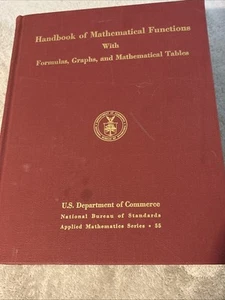 Handbook of Mathematical Functions
With
Formulas, Graphs, and Mathematical Tables
U.S. Department of Commerce
National Bureau of Standards
Applied Mathematics Series • 55